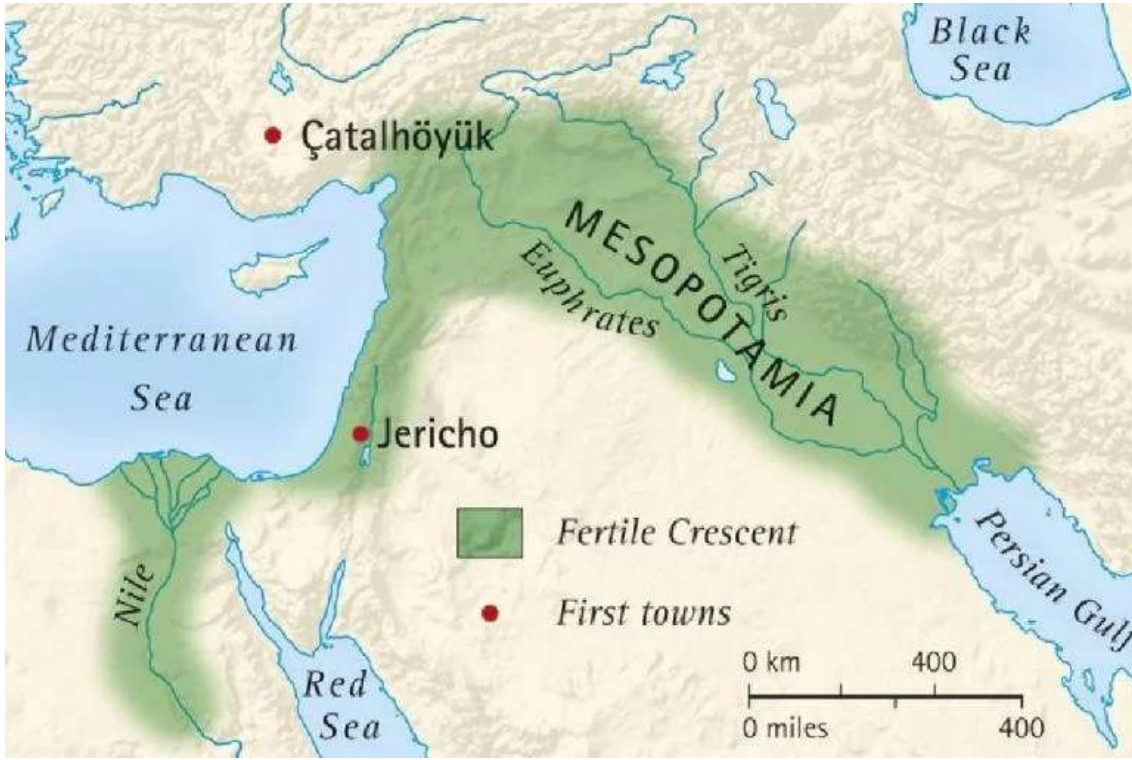 Black
Sea
Çatalhöyük
MESOPOTAMIA
Tigris
Euphrates
Mediterranean
Sea
Jericho
Fertile Crescent
Nile
First towns
Persian Gulf
Red
Sea
0 km 400
0 miles 400